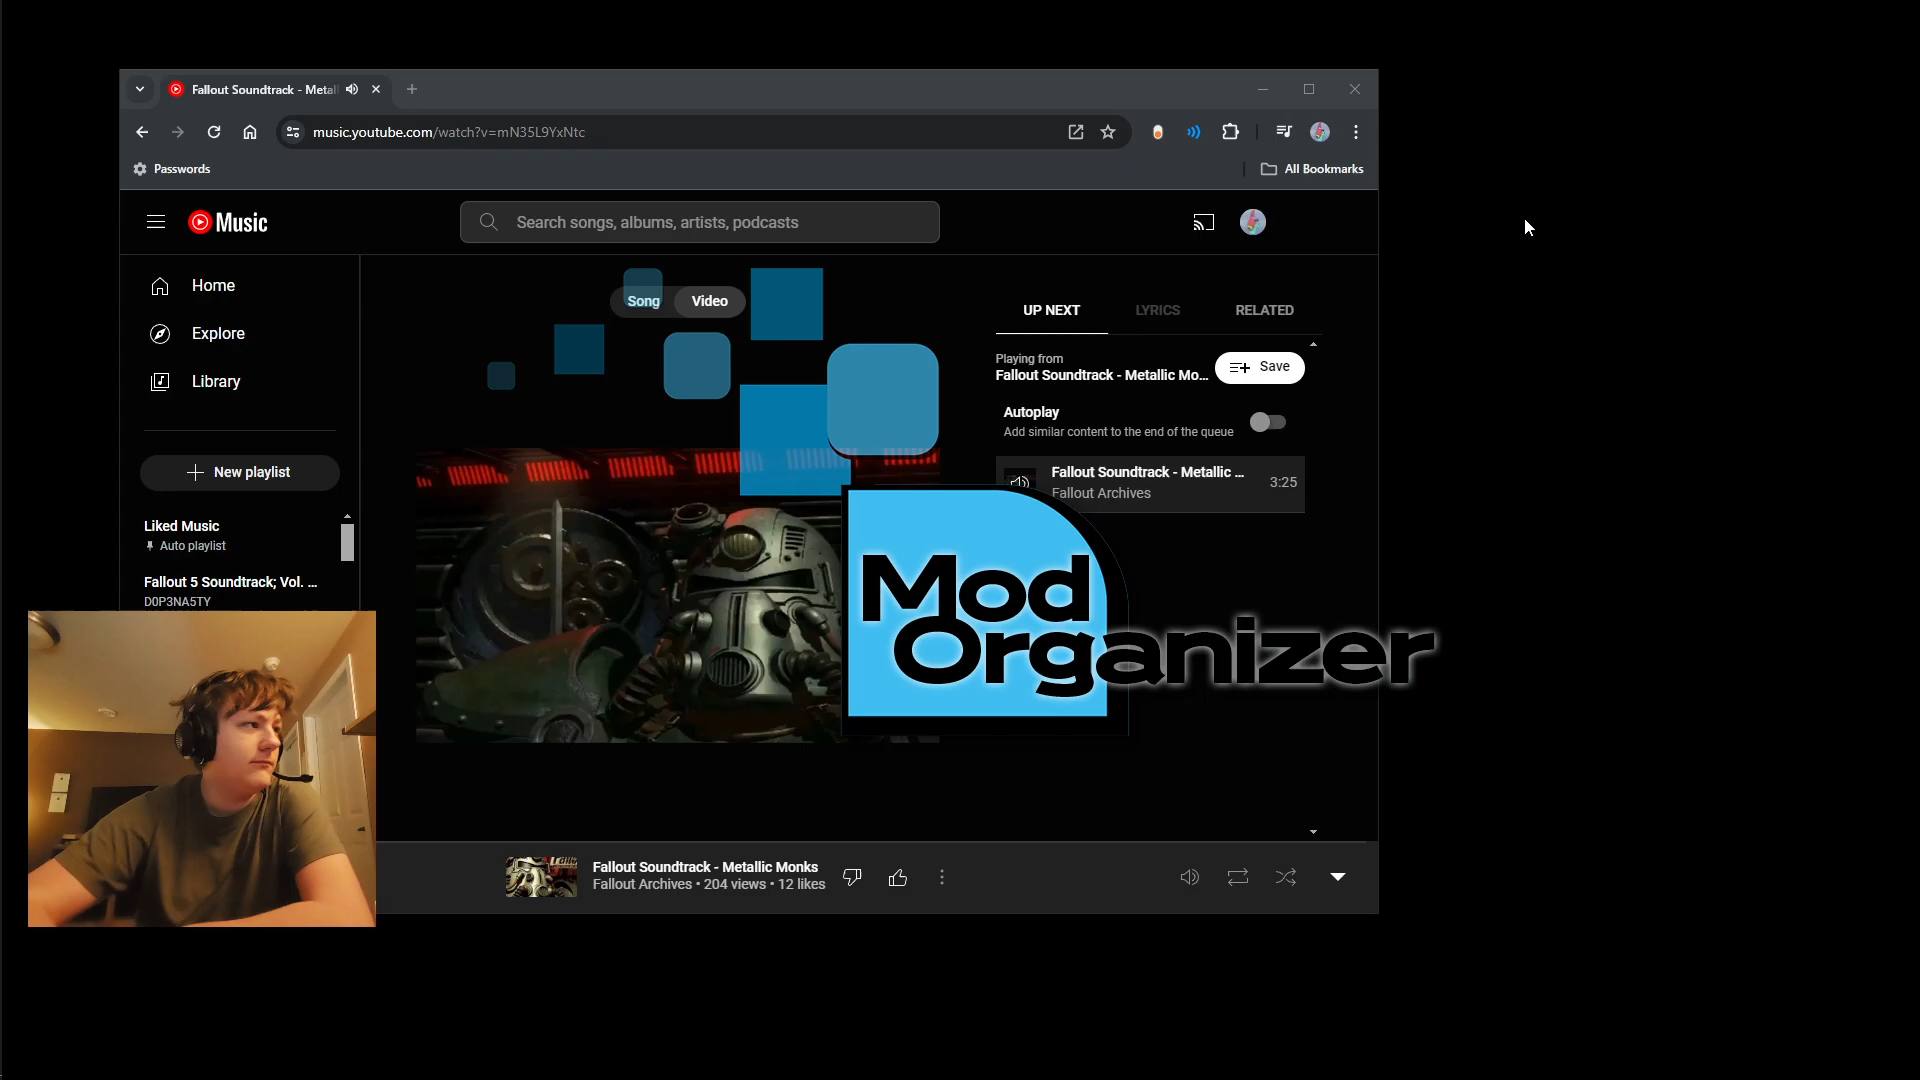 Fallout Soundtrack - Metal
music.youtube.com/watch?v=mN35L9YxNtc
Passwords
All Bookmarks
Music
Search songs, albums, artists, podcasts
Home
Explore
Library
New playlist
Liked Music
Auto playlist
Fallout 5 Soundtrack; Vol. ...
D0P3NA5TY
Song
Video
UP NEXT
LYRICS
RELATED
Playing from
Fallout Soundtrack - Metallic Mo...
Save
Autoplay
Add similar content to the end of the queue
Fallout Soundtrack - Metallic ...
Fallout Archives
3:25
Mod
Organizer
Fallout Soundtrack - Metallic Monks
Fallout Archives • 204 views • 12 likes